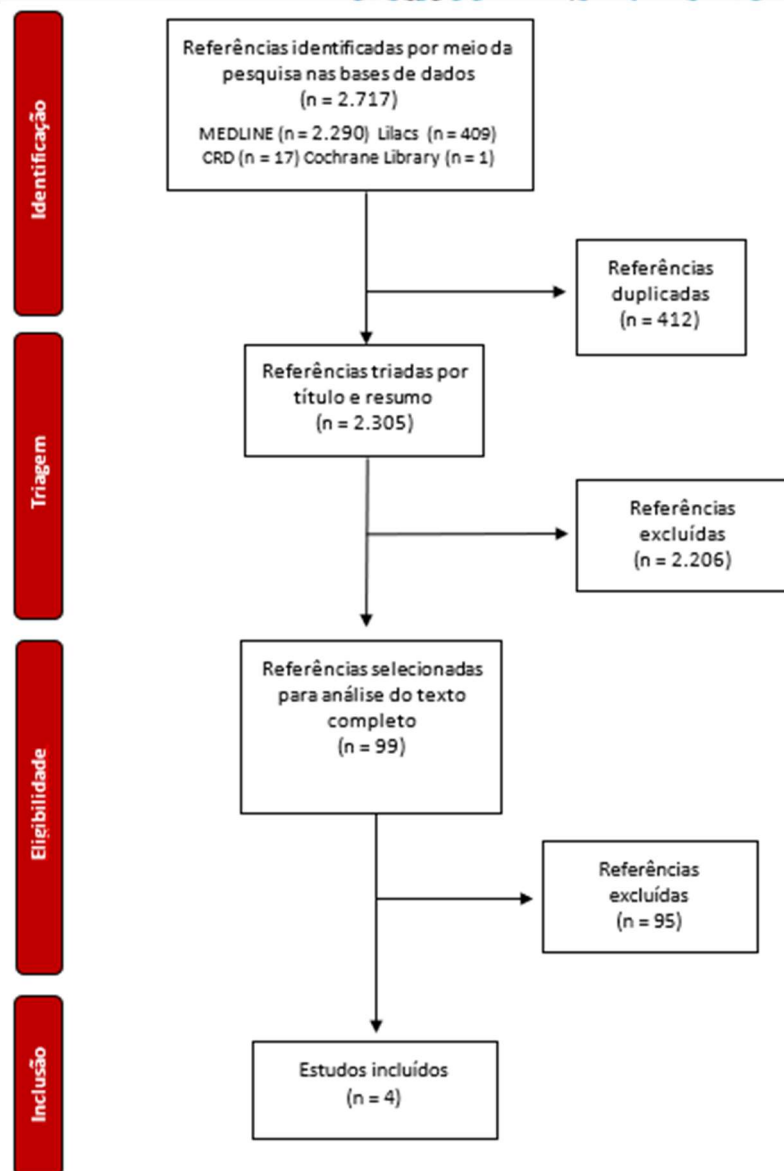 Identificação
Referências identificadas por meio da
pesquisa nas bases de dados
(n = 2.717)
MEDLINE (n = 2.290) Lilacs (n = 409)
CRD (n = 17) Cochrane Library (n = 1)
Referências
duplicadas
(n = 412)
Triagem
Referências triadas por
título e resumo
(n = 2.305)
Referências
excluídas
(n = 2.206)
Eligibilidade
Referências selecionadas
para análise do texto
completo
(n = 99)
Referências
excluídas
(n = 95)
Inclusão
Estudos incluídos
(n = 4)